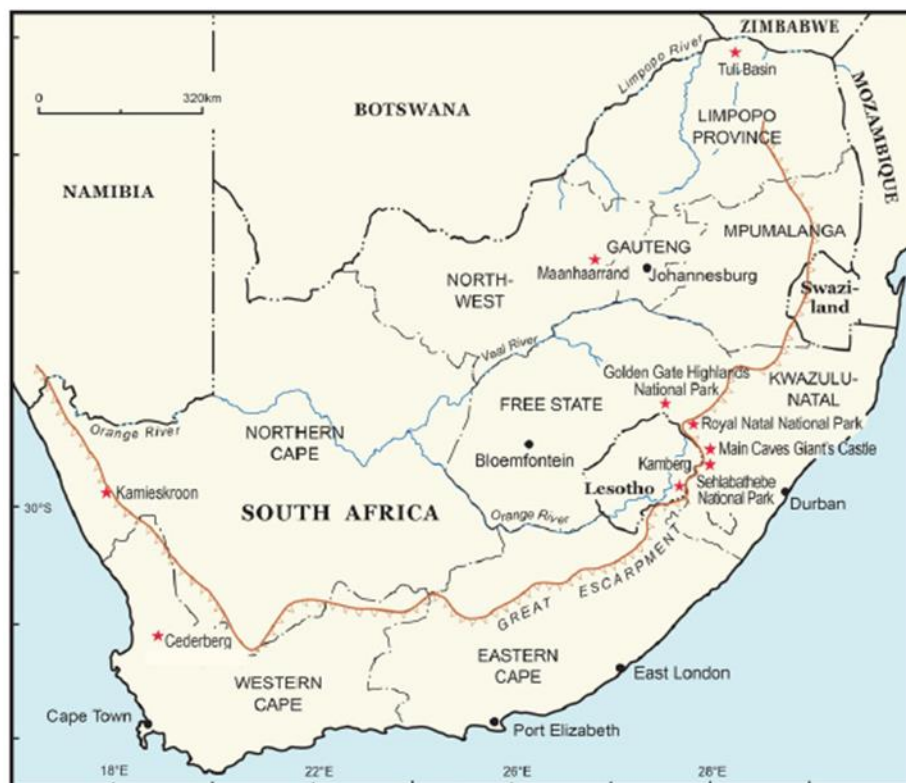 ZIMBABWE
Limpopo River
Tuli Basin
0
320km
BOTSWANA
LIMPOPO
PROVINCE
MOZAMBIQUE
NAMIBIA
MPUMALANGA
GAUTENG
Maanhaarrand
Johannesburg
NORTH-
WEST
Swazi-
land
Vaal River
Golden Gate Highlands
National Park
KWAZULU-
NATAL
FREE STATE
Royal Natal National Park
Orange River
NORTHERN
CAPE
Main Caves Giant's Castle
Bloemfontein
Kamberg
Sehlabathebe
National Park
Lesotho
Kamieskroon
Durban
30°S
SOUTH AFRICA
Orange River
GREAT ESCARPMENT
Cederberg
EASTERN
CAPE
East London
WESTERN
CAPE
Cape Town
Port Elizabeth
18°E
22°E
26°E
28°E